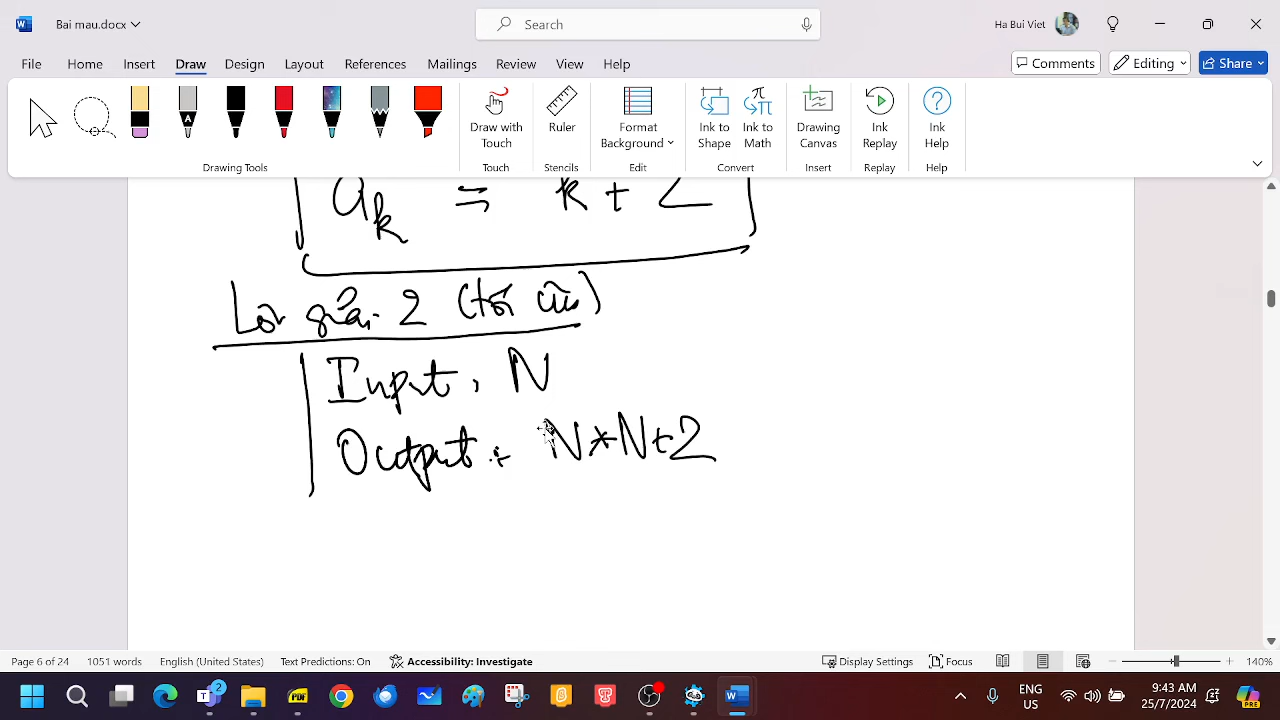 Bai mau.docx
Search
Ha Bui Viet
File Home Insert Draw Design Layout References Mailings Review View Help
Comments Editing Share
Draw with Touch
Ruler
Format Background
Ink to Shape
Ink to Math
Drawing Canvas
Ink Replay
Ink Help
Drawing Tools Touch Stencils Edit Convert Insert Replay Help
a_k = k + 2
Lời giải 2 (tối ưu)
Input: N
Output: N*N+2
Page 6 of 24 1051 words English (United States) Text Predictions: On Accessibility: Investigate Display Settings Focus 140%
2 PDF ENG US 9:43 AM 25/7/2024 PRE